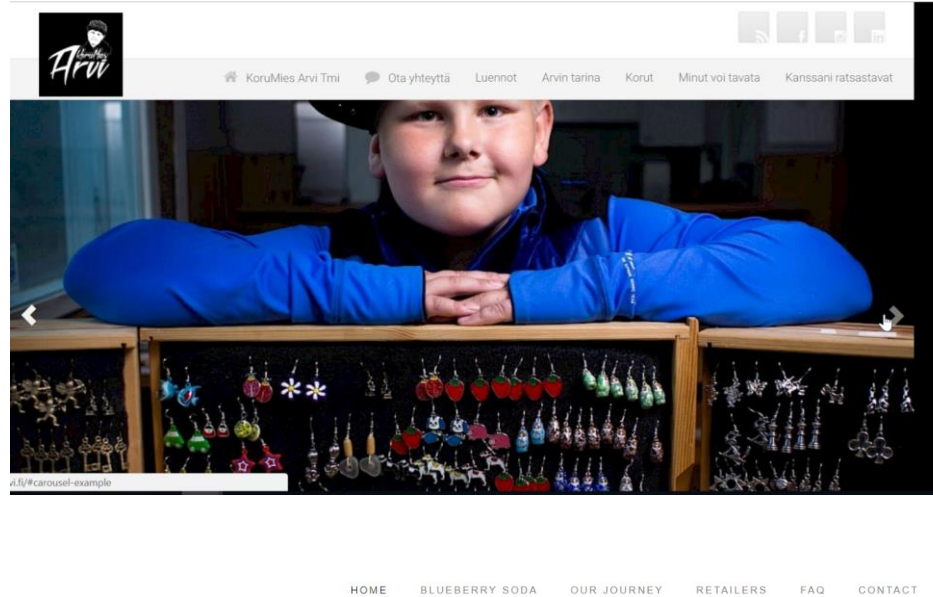 KoruMies
Arvi
KoruMies Arvi Tmi Ota yhteyttä Luennot Arvin tarina Korut Minut voi tavata Kanssani ratsastavat
vi.fi/#carousel-example
HOME BLUEBERRY SODA OUR JOURNEY RETAILERS FAQ CONTACT